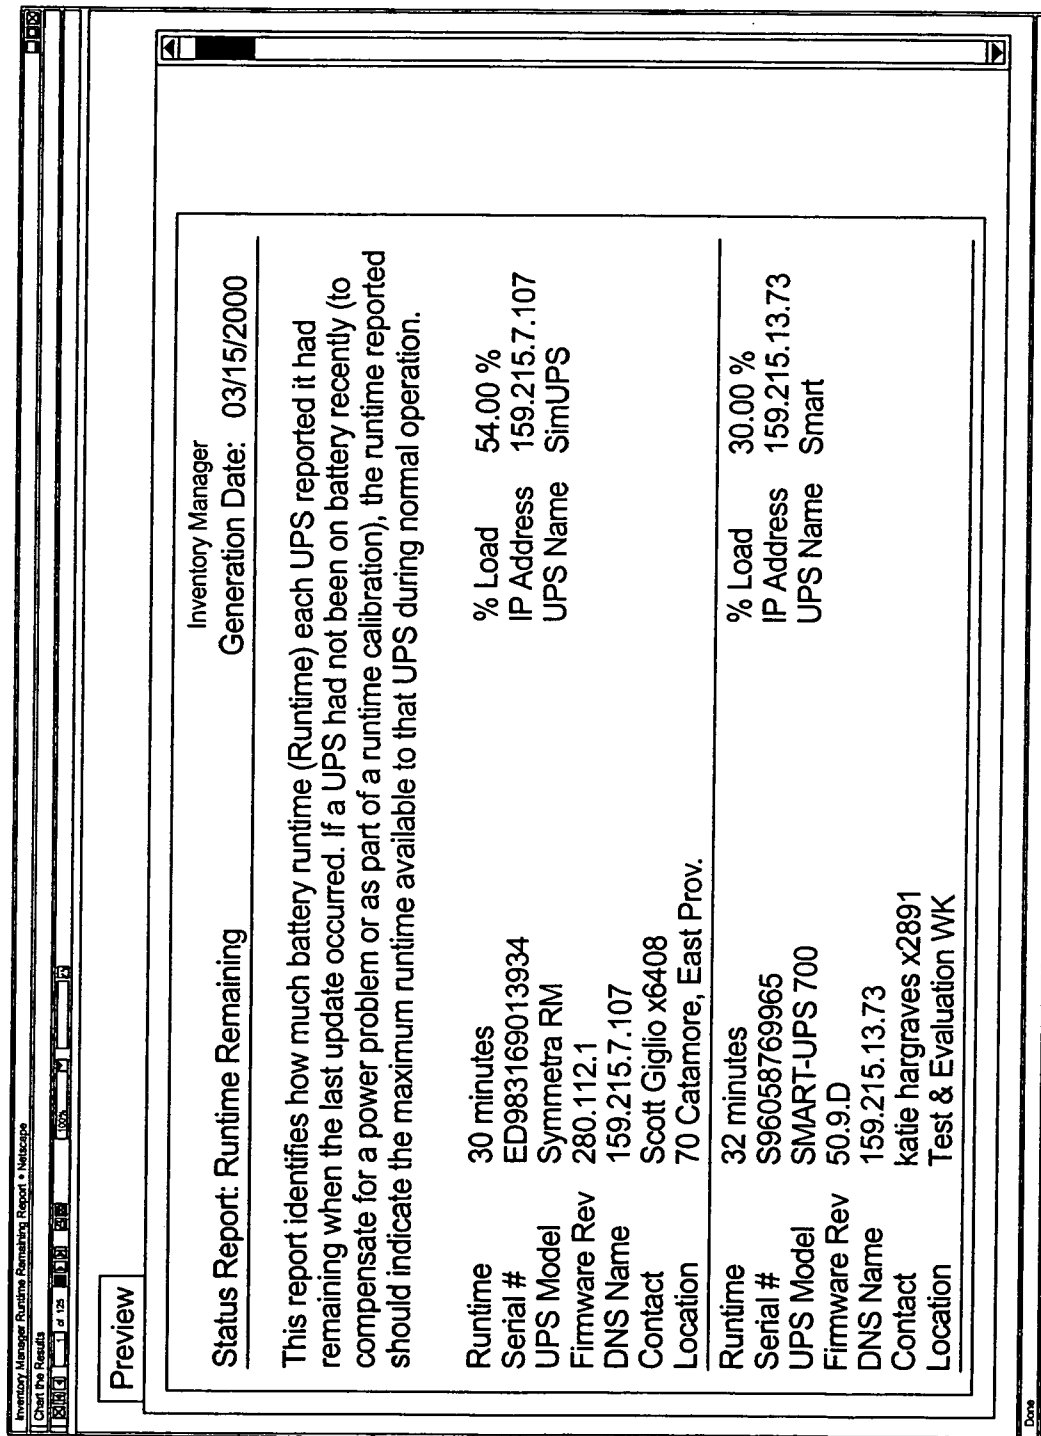 Inventory Manager Runtime Remaining Report • Netscape
Chart the Results
1 of 125 100%
Preview
Inventory Manager
Status Report: Runtime Remaining Generation Date: 03/15/2000
This report identifies how much battery runtime (Runtime) each UPS reported it had
remaining when the last update occurred. If a UPS had not been on battery recently (to
compensate for a power problem or as part of a runtime calibration), the runtime reported
should indicate the maximum runtime available to that UPS during normal operation.
Runtime 30 minutes % Load 54.00 %
Serial # ED983169013934 IP Address 159.215.7.107
UPS Model Symmetra RM UPS Name SimUPS
Firmware Rev 280.112.1
DNS Name 159.215.7.107
Contact Scott Giglio x6408
Location 70 Catamore, East Prov.
Runtime 32 minutes % Load 30.00 %
Serial # S96058769965 IP Address 159.215.13.73
UPS Model SMART-UPS 700 UPS Name Smart
Firmware Rev 50.9.D
DNS Name 159.215.13.73
Contact katie hargraves x2891
Location Test & Evaluation WK
Done